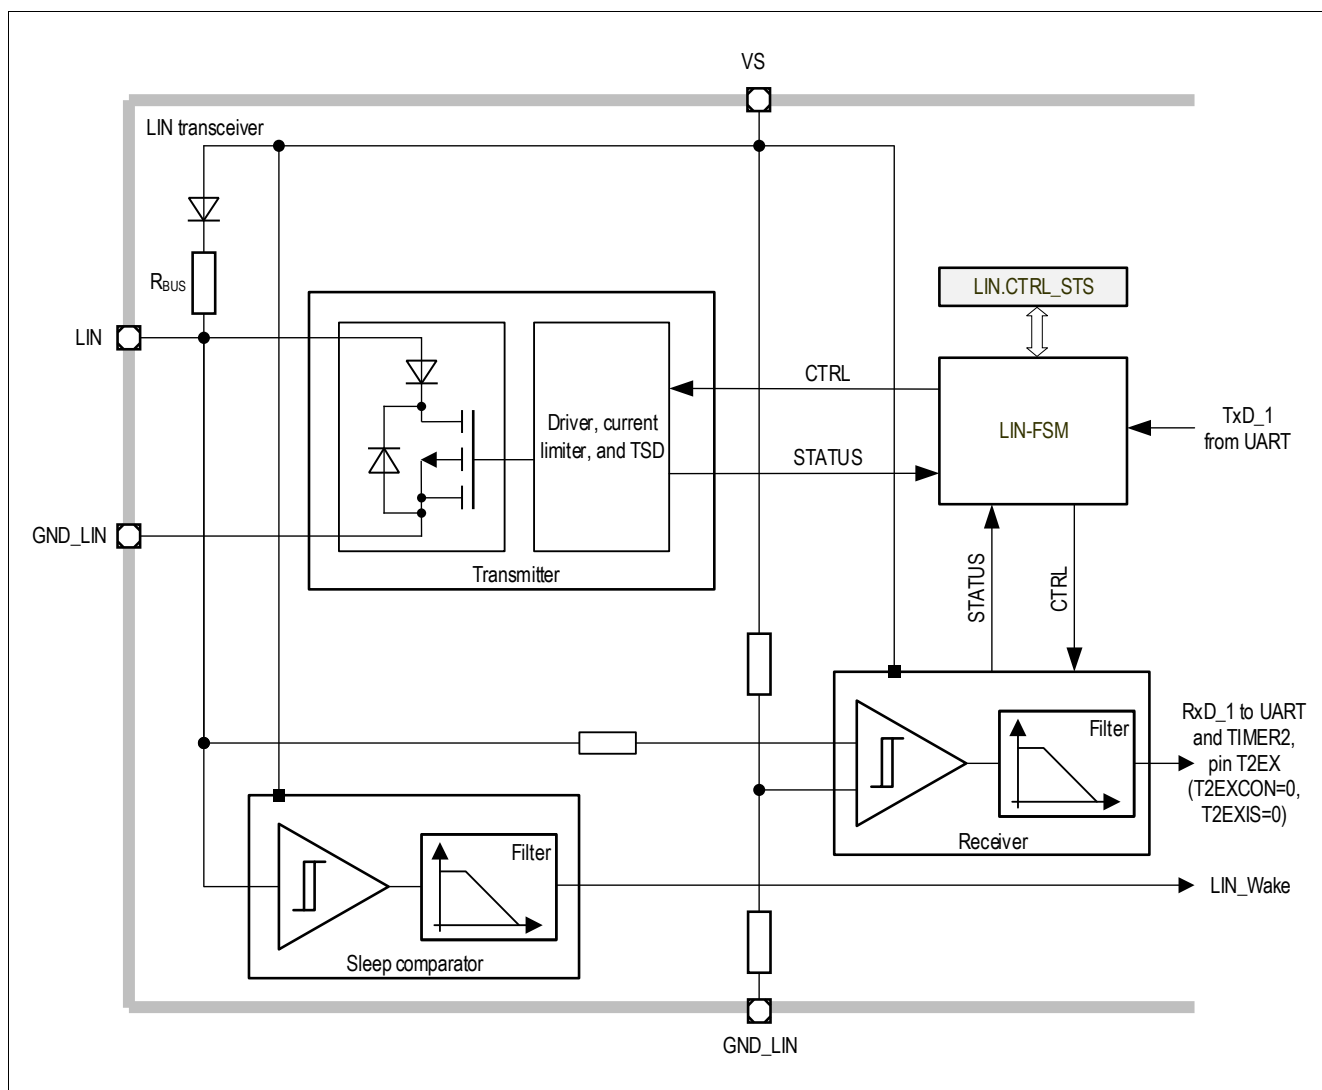 VS
LIN transceiver
R_BUS
LIN.CTRL_STS
LIN
CTRL
TxD_1
from UART
LIN-FSM
Driver, current
limiter, and TSD
STATUS
GND_LIN
Transmitter
STATUS
CTRL
RxD_1 to UART
and TIMER2,
pin T2EX
(T2EXCON=0,
T2EXIS=0)
Filter
Receiver
Filter
LIN_Wake
Sleep comparator
GND_LIN